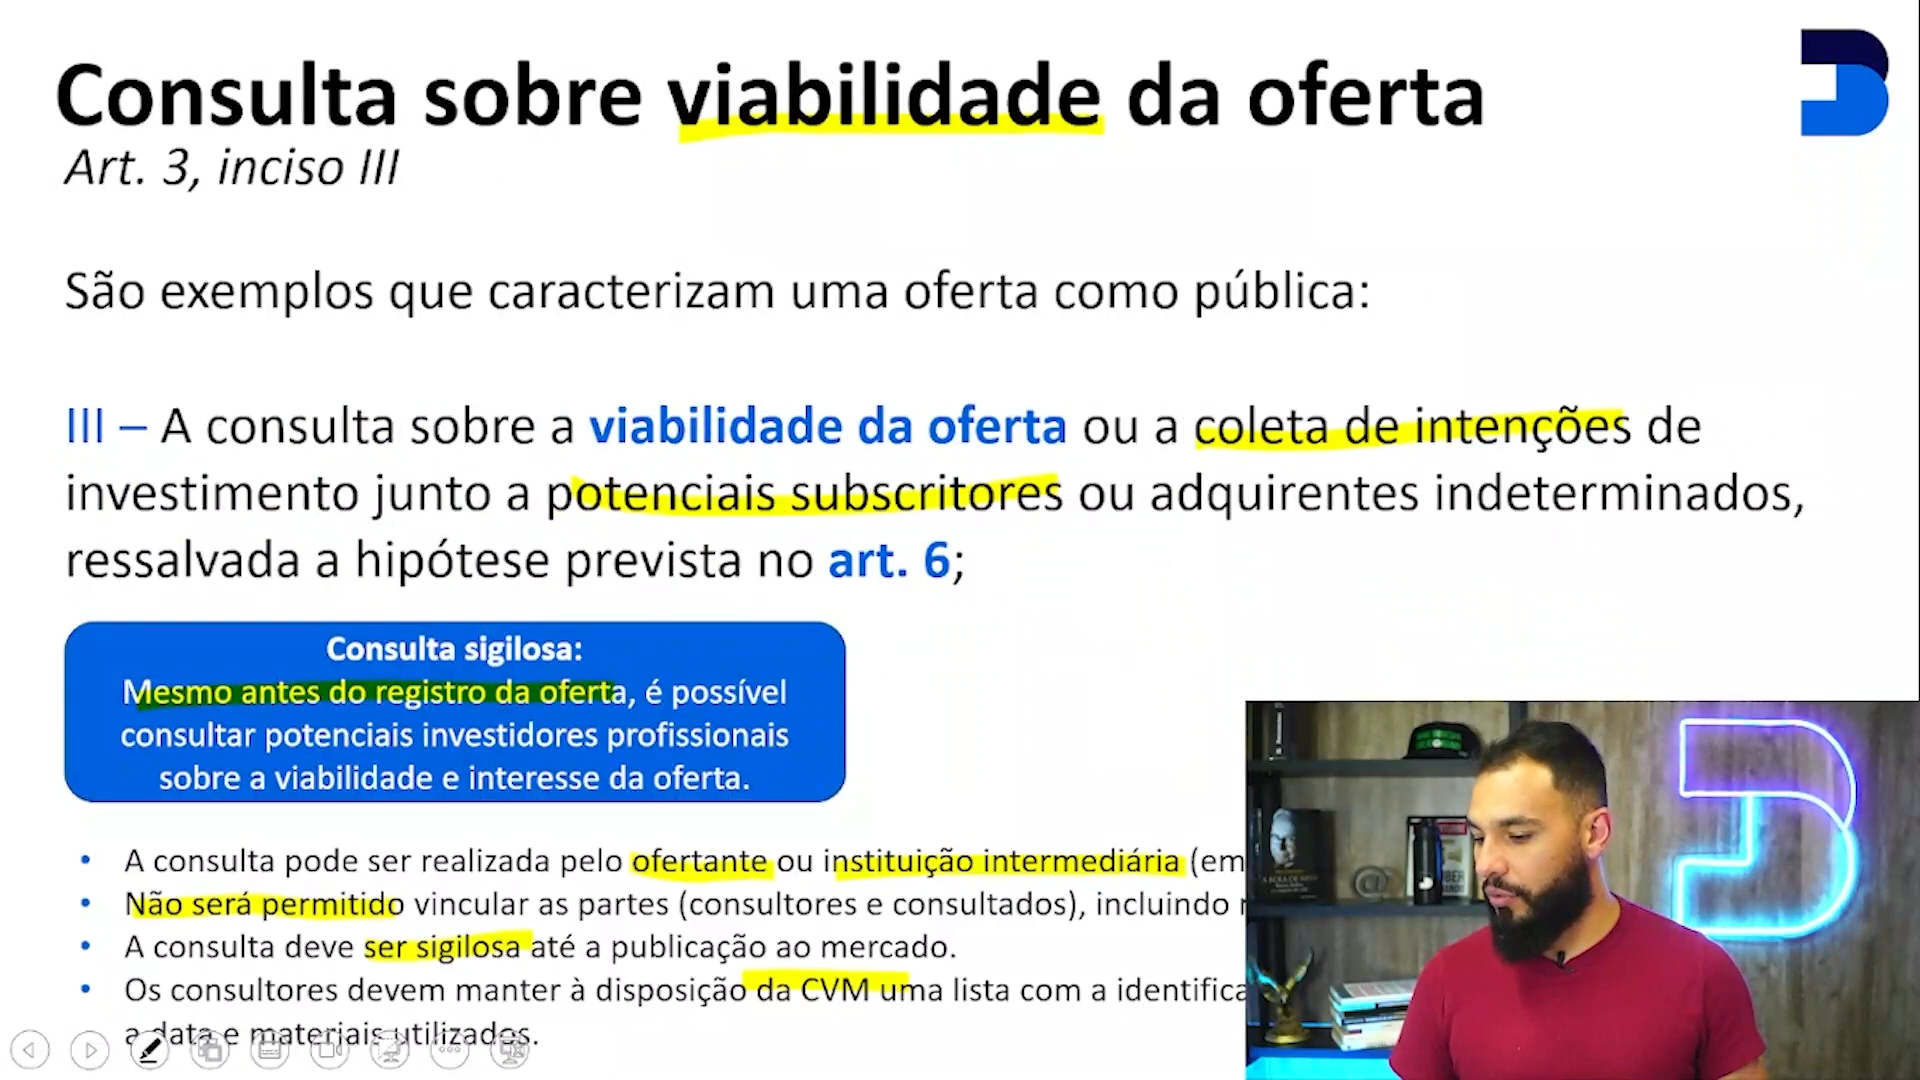 Consulta sobre viabilidade da oferta
Art. 3, inciso III
São exemplos que caracterizam uma oferta como pública:
III – A consulta sobre a viabilidade da oferta ou a coleta de intenções de
investimento junto a potenciais subscritores ou adquirentes indeterminados,
ressalvada a hipótese prevista no art. 6;
Consulta sigilosa:
Mesmo antes do registro da oferta, é possível
consultar potenciais investidores profissionais
sobre a viabilidade e interesse da oferta.
• A consulta pode ser realizada pelo ofertante ou instituição intermediária (em
• Não será permitido vincular as partes (consultores e consultados), incluindo
• A consulta deve ser sigilosa até a publicação ao mercado.
• Os consultores devem manter à disposição da CVM uma lista com a
a data e materiais utilizados.